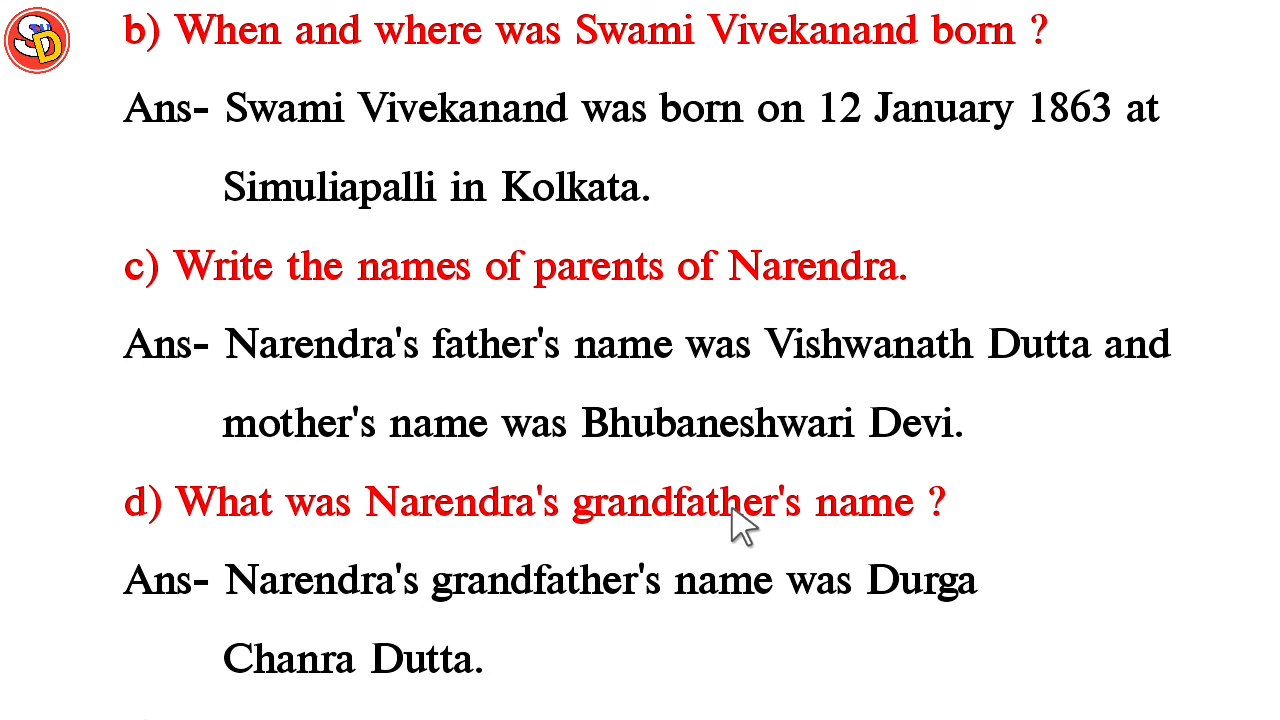 b) When and where was Swami Vivekanand born ?
Ans- Swami Vivekanand was born on 12 January 1863 at
Simuliapalli in Kolkata.
c) Write the names of parents of Narendra.
Ans- Narendra's father's name was Vishwanath Dutta and
mother's name was Bhubaneshwari Devi.
d) What was Narendra's grandfather's name ?
Ans- Narendra's grandfather's name was Durga
Chanra Dutta.